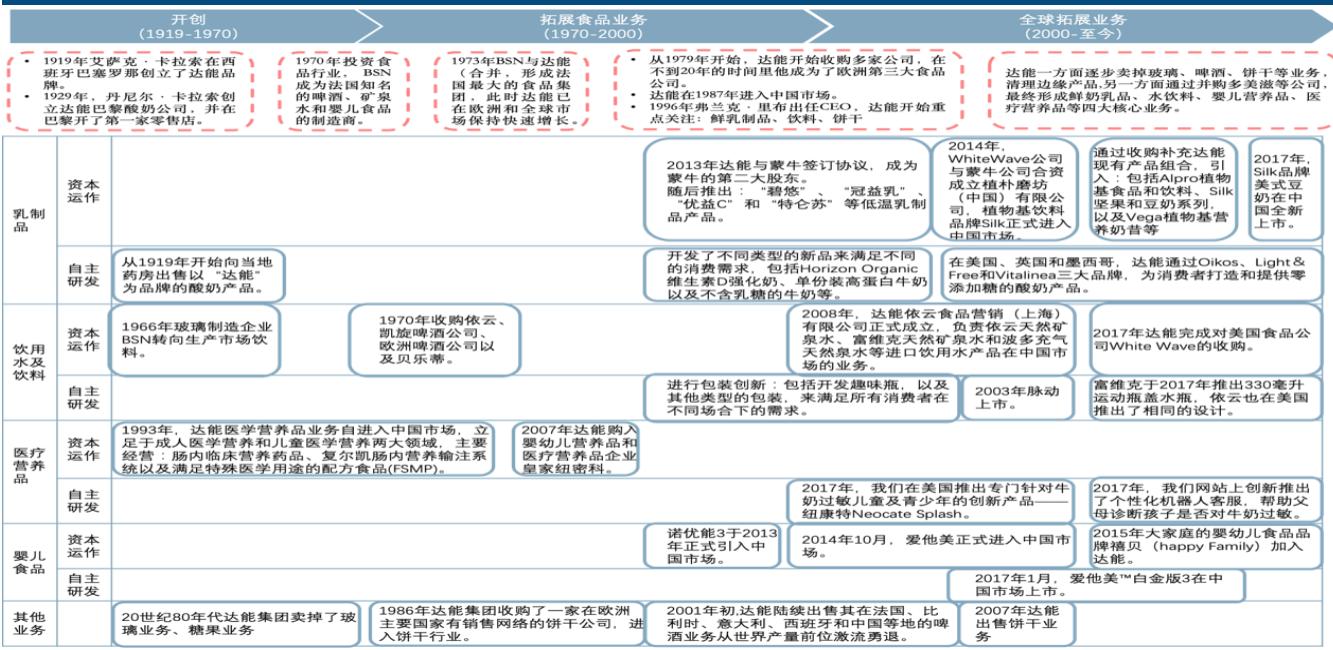 开创
(1919-1970)
拓展食品业务
(1970-2000)
全球拓展业务
(2000-至今)
• 1919年艾萨克·卡拉索在西
班牙巴塞罗那创立了达能品
牌。
• 1929年，丹尼尔·卡拉索创
立达能巴黎酸奶公司，并在
巴黎开了第一家零售店。
1970年投资食
品行业， BSN
成为法国知名
的啤酒、矿泉
水和婴儿食品
的制造商。
1973年BSN与达能
（合并，形成法
国最大的食品集
团，此时达能已
在欧洲和全球市
场保持快速增长。
• 从1979年开始，达能开始收购多家公司，在
不到20年的时间里他成为了欧洲第三大食品
公司。
• 达能在1987年进入中国市场。
• 1996年弗兰克·里布出任CEO，达能开始重
点关注：鲜乳制品、饮料、饼干
达能一方面逐步卖掉玻璃、啤酒、饼干等业务，
清理边缘产品,另一方面通过并购多美滋等公司，
最终形成鲜奶乳品、水饮料、婴儿营养品、医
疗营养品等四大核心业务。
乳制
品
资本
运作
2013年达能与蒙牛签订协议，成为
蒙牛的第二大股东。
随后推出：“碧悠”、“冠益乳”、
“优益C”和“特仑苏”等低温乳制
品产品。
2014年，
WhiteWave公司
与蒙牛公司合资
成立植朴磨坊
（中国）有限公
司，植物基饮料
品牌Silk正式进入
中国市场。
通过收购补充达能
现有产品组合，引
入：包括Alpro植物
基食品和饮料、Silk
坚果和豆奶系列，
以及Vega植物基营
养奶昔等
2017年，
Silk品牌
美式豆
奶在中
国全新
上市。
自主
研发
从1919年开始向当地
药房出售以“达能”
为品牌的酸奶产品。
开发了不同类型的新品来满足不同
的消费需求，包括Horizon Organic
维生素D强化奶、单份装高蛋白牛奶
以及不含乳糖的牛奶等。
在美国、英国和墨西哥，达能通过Oikos、Light＆
Free和Vitalinea三大品牌，为消费者打造和提供零
添加糖的酸奶产品。
饮用
水及
饮料
资本
运作
1966年玻璃制造企业
BSN转向生产市场饮
料。
1970年收购依云、
凯旋啤酒公司、
欧洲啤酒公司以
及贝乐蒂。
2008年，达能依云食品营销（上海）
有限公司正式成立，负责依云天然矿
泉水、富维克天然矿泉水和波多充气
天然泉水等进口饮用水产品在中国市
场的业务。
2017年达能完成对美国食品公
司White Wave的收购。
自主
研发
进行包装创新：包括开发趣味瓶，以及
其他类型的包装，来满足所有消费者在
不同场合下的需求。
2003年脉动
上市。
富维克于2017年推出330毫升
运动瓶盖水瓶，依云也在美国
推出了相同的设计。
医疗
营养
品
资本
运作
1993年，达能医学营养品业务自进入中国市场，立
足于成人医学营养和儿童医学营养两大领域，主要
经营：肠内临床营养药品、复尔凯肠内营养输注系
统以及满足特殊医学用途的配方食品(FSMP)。
2007年达能购入
婴幼儿营养品和
医疗营养品企业
皇家纽密科。
自主
研发
2017年，我们在美国推出专门针对牛
奶过敏儿童及青少年的创新产品——
纽康特Neocate Splash。
2017年，我们网站上创新推出
了个性化机器人客服，帮助父
母诊断孩子是否对牛奶过敏。
婴儿
食品
资本
运作
诺优能3于2013
年正式引入中
国市场。
2014年10月，爱他美正式进入中国市
场。
2015年大家庭的婴幼儿食品品
牌禧贝（happy Family）加入
达能。
自主
研发
2017年1月，爱他美™白金版3在中
国市场上市。
其他
业务
20世纪80年代达能集团卖掉了玻
璃业务、糖果业务
1986年达能集团收购了一家在欧洲
主要国家有销售网络的饼干公司，进
入饼干行业。
2001年初,达能陆续出售其在法国、比
利时、意大利、西班牙和中国等地的啤
酒业务从世界产量前位激流勇退。
2007年达能
出售饼干业
务